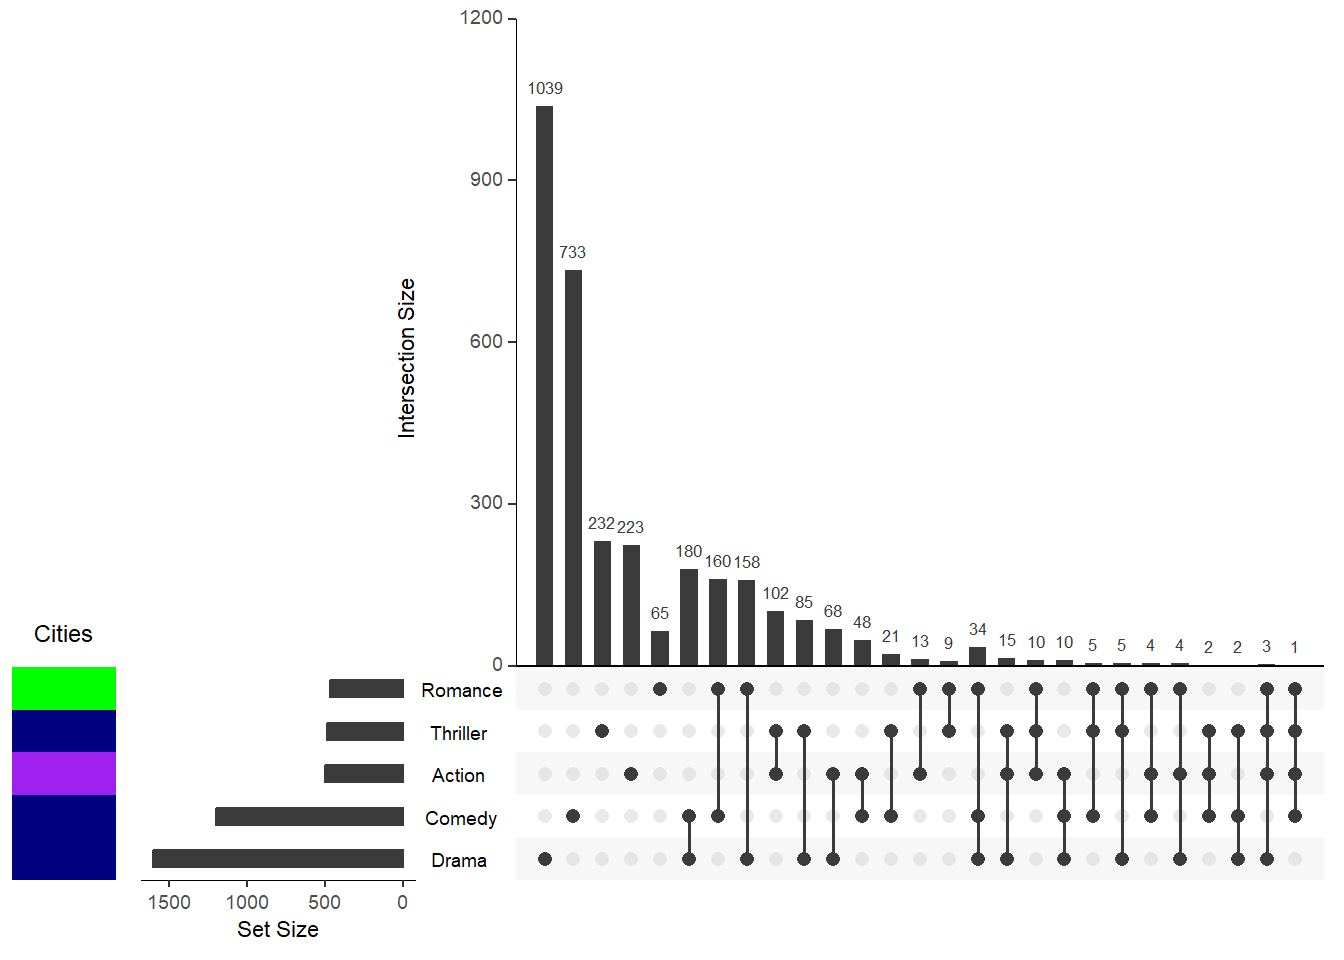 1200
1039
900
733
Intersection Size
600
300
232 223
65
180 160 158
102 85 68 48 21 13 9 34 15 10 10 5 5 4 4 2 2 3 1
0
Cities
Romance
Thriller
Action
Comedy
Drama
1500 1000 500 0
Set Size